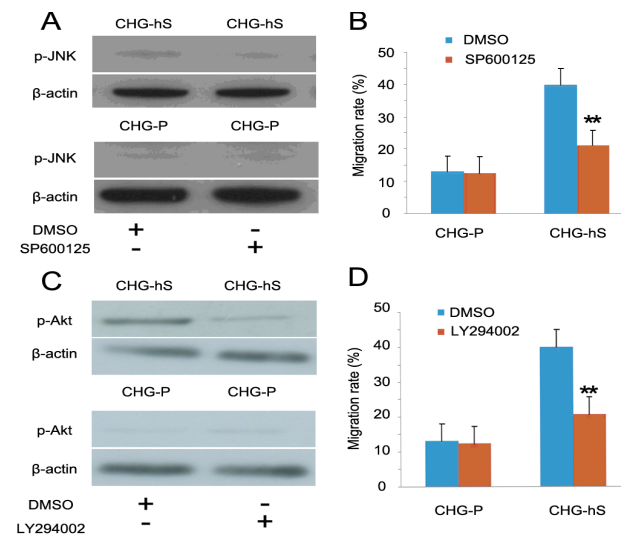 A
CHG-hS CHG-hS
p-JNK
β-actin
CHG-P CHG-P
p-JNK
β-actin
DMSO + -
SP600125 - +
B
DMSO
SP600125
Migration rate (%)
50
40
30
20
10
0
**
CHG-P CHG-hS
C
CHG-hS CHG-hS
p-Akt
β-actin
CHG-P CHG-P
p-Akt
β-actin
DMSO + -
LY294002 - +
D
DMSO
LY294002
Migration rate (%)
50
40
30
20
10
0
**
CHG-P CHG-hS